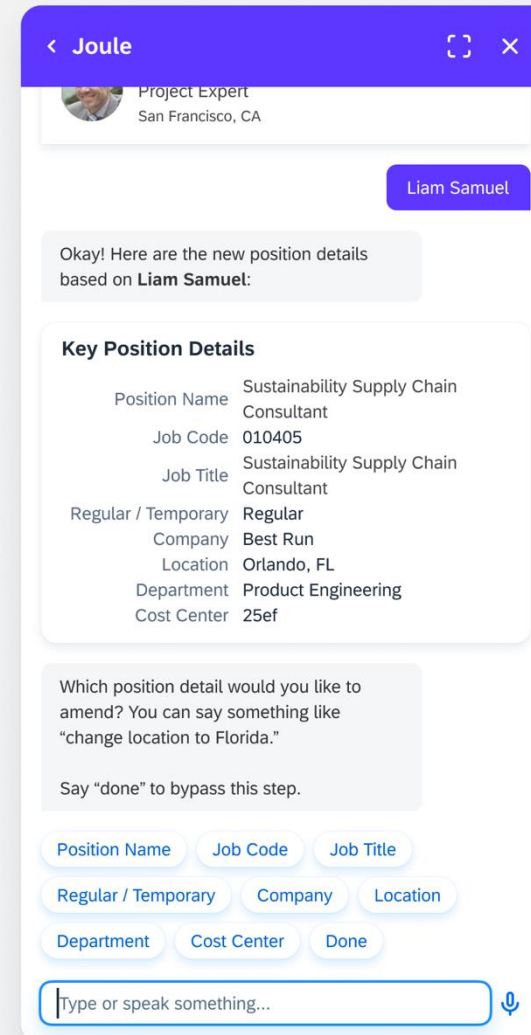 Joule
Project Expert
San Francisco, CA
Liam Samuel
Okay! Here are the new position details
based on Liam Samuel:
Key Position Details
Position Name Sustainability Supply Chain
Consultant
Job Code 010405
Job Title Sustainability Supply Chain
Consultant
Regular / Temporary Regular
Company Best Run
Location Orlando, FL
Department Product Engineering
Cost Center 25ef
Which position detail would you like to
amend? You can say something like
“change location to Florida.”
Say “done” to bypass this step.
Position Name Job Code Job Title
Regular / Temporary Company Location
Department Cost Center Done
Type or speak something...